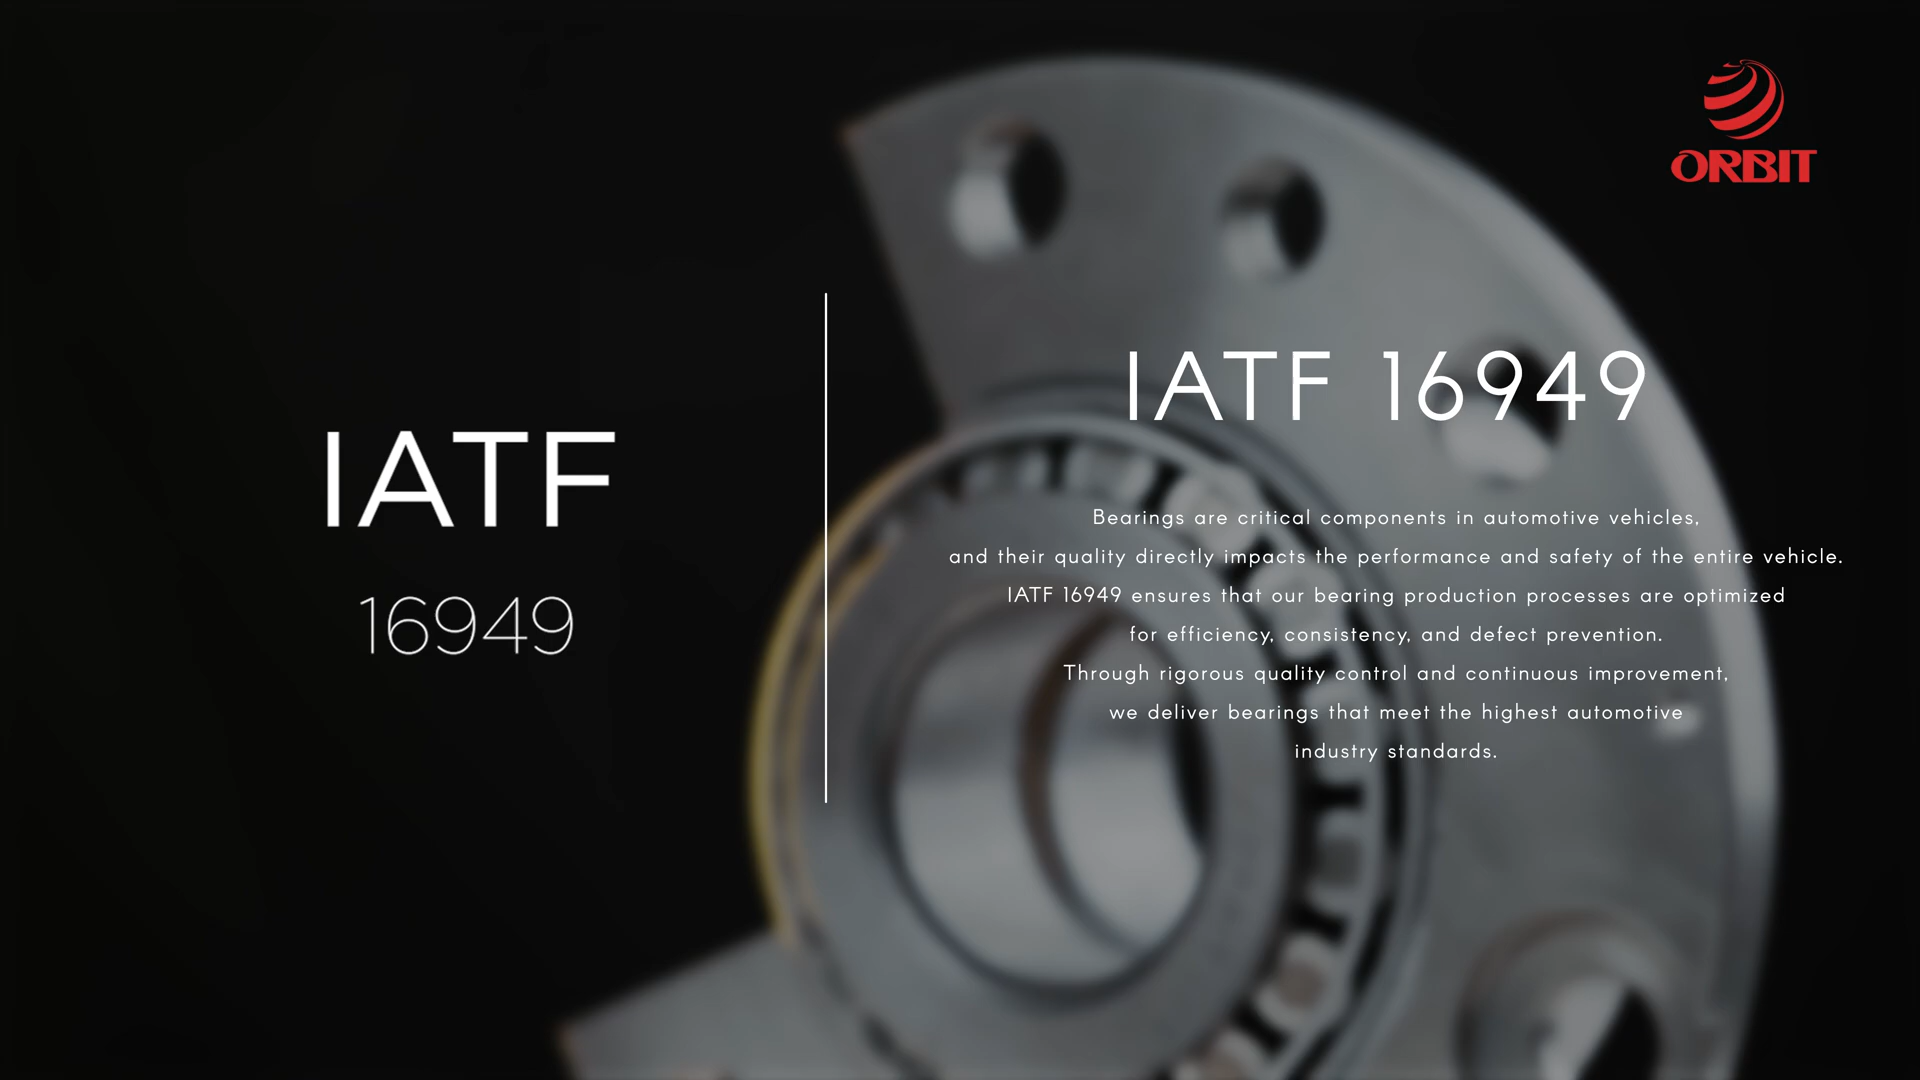 ORBIT
IATF
16949
IATF 16949
Bearings are critical components in automotive vehicles,
and their quality directly impacts the performance and safety of the entire vehicle.
IATF 16949 ensures that our bearing production processes are optimized
for efficiency, consistency, and defect prevention.
Through rigorous quality control and continuous improvement,
we deliver bearings that meet the highest automotive
industry standards.